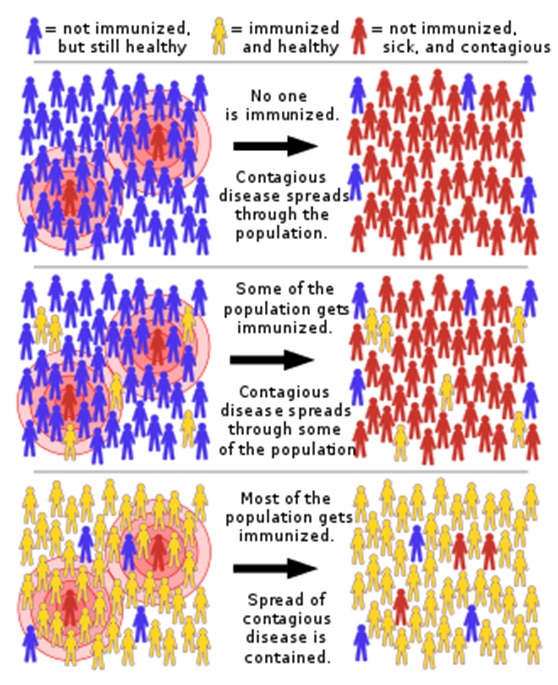 = not immunized,
but still healthy
= immunized
and healthy
= not immunized,
sick, and contagious
No one
is immunized.
Contagious
disease spreads
through the
population.
Some of the
population gets
immunized.
Contagious
disease spreads
through some
of the population
Most of the
population gets
immunized.
Spread of
contagious
disease is
contained.